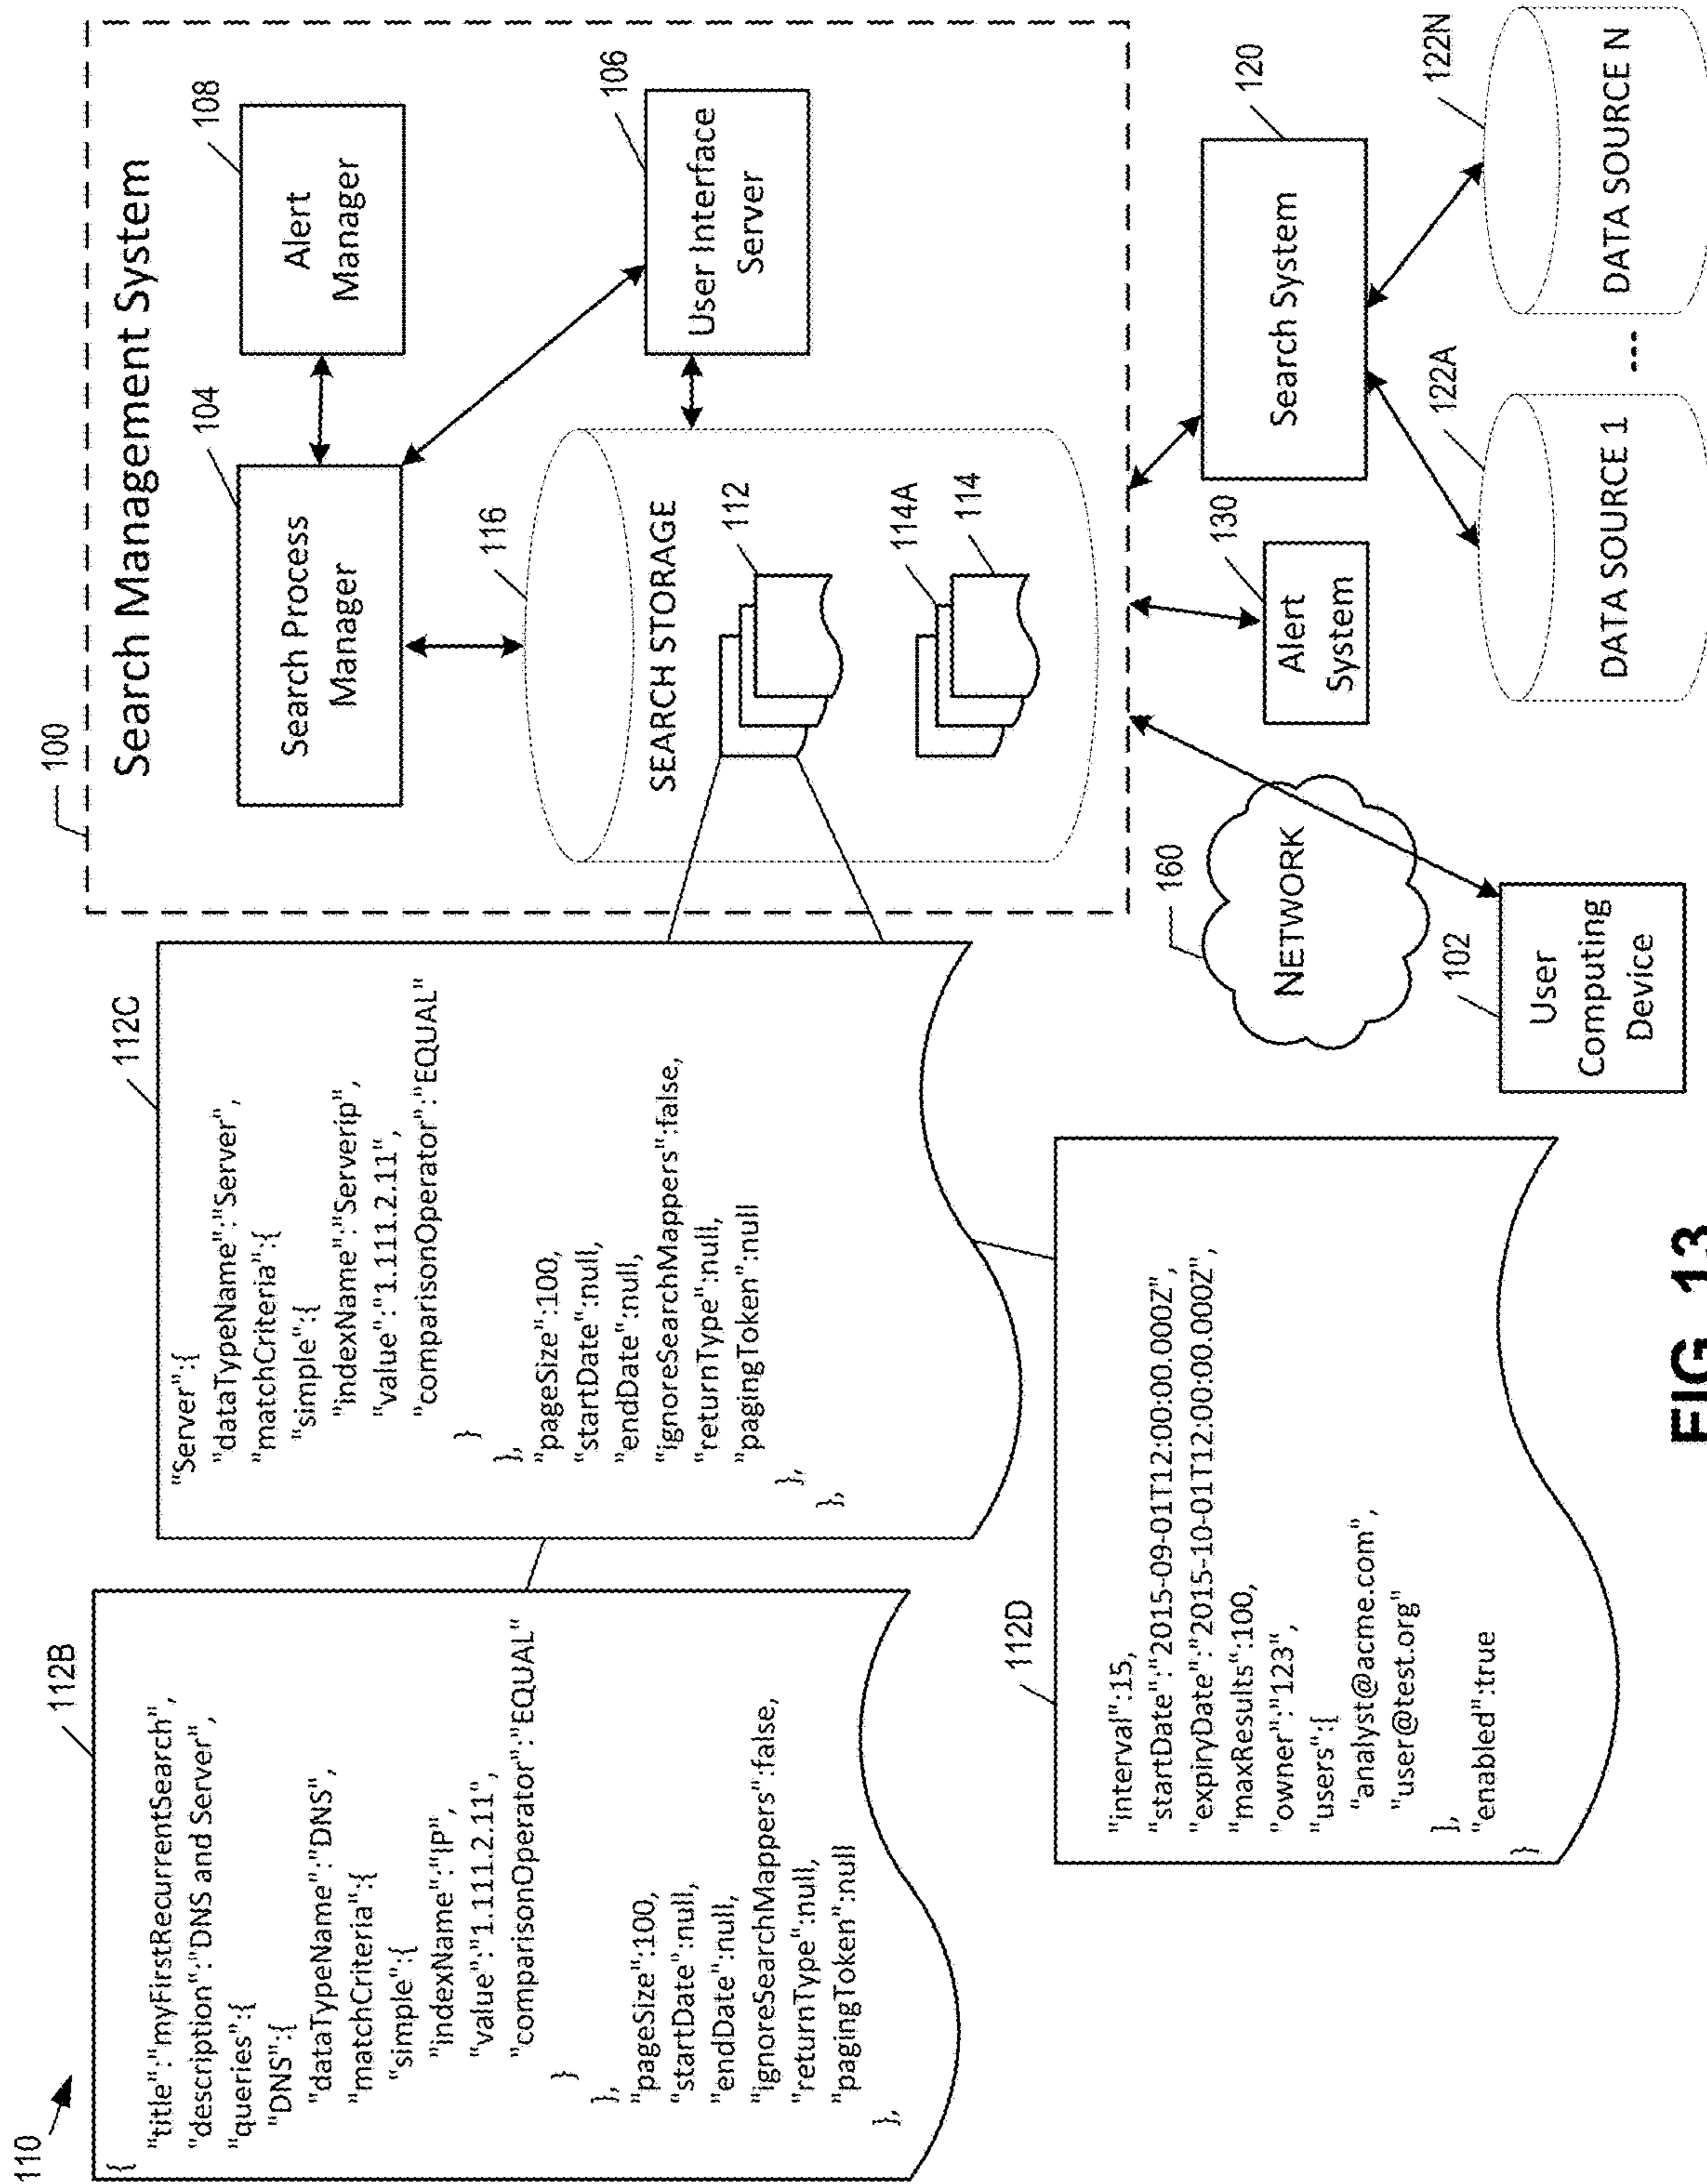 110
112B
{
"title":"myFirstRecurrentSearch",
"description":"DNS and Server",
"queries":{
"DNS":{
"dataTypeName":"DNS",
"matchCriteria":{
"simple":{
"indexName":"IP",
"value":"1.111.2.11",
"comparisonOperator":"EQUAL"
}
},
"pageSize":100,
"startDate":null,
"endDate":null,
"ignoreSearchMappers":false,
"returnType":null,
"pagingToken":null
},
112C
"Server":{
"dataTypeName":"Server",
"matchCriteria":{
"simple":{
"indexName":"Serverip",
"value":"1.111.2.11",
"comparisonOperator":"EQUAL"
}
},
"pageSize":100,
"startDate":null,
"endDate":null,
"ignoreSearchMappers":false,
"returnType":null,
"pagingToken":null
},
},
112D
"interval":15,
"startDate":"2015-09-01T12:00:00.000Z",
"expiryDate":"2015-10-01T12:00:00.000Z",
"maxResults":100,
"owner":"123",
"users":{
"analyst@acme.com",
"user@test.org"
},
"enabled":true
}
100
Search Management System
104
Search Process
Manager
108
Alert
Manager
116
SEARCH STORAGE
112
114A
114
106
User Interface
Server
160
NETWORK
102
User
Computing
Device
130
Alert
System
120
Search System
122A
DATA SOURCE 1
---
122N
DATA SOURCE N
FIG 13